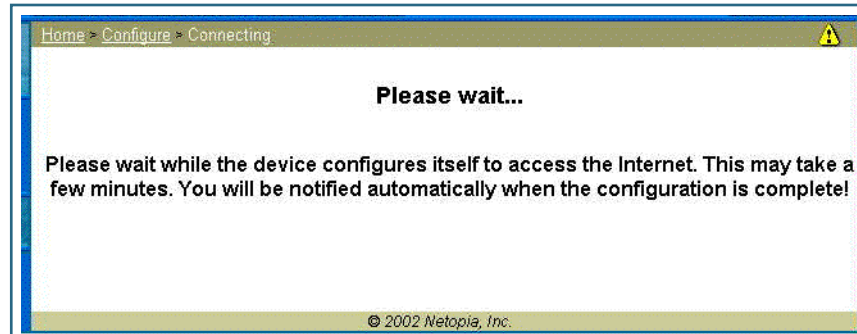 Home > Configure > Connecting
Please wait...
Please wait while the device configures itself to access the Internet. This may take a
few minutes. You will be notified automatically when the configuration is complete!
© 2002 Netopia, Inc.